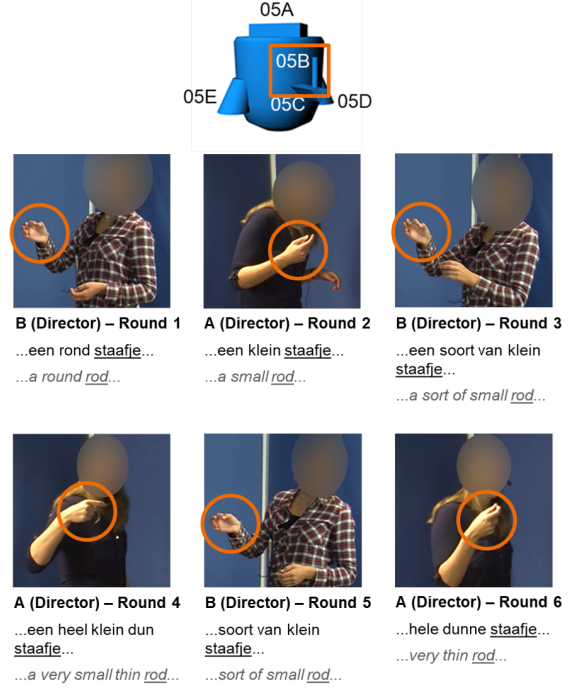 05A
05B
05E
05C
05D
B (Director) – Round 1
...een rond staafje...
...a round rod...
A (Director) – Round 2
...een klein staafje...
...a small rod...
B (Director) – Round 3
...een soort van klein
staafje...
...a sort of small rod...
A (Director) – Round 4
...een heel klein dun
staafje...
...a very small thin rod...
B (Director) – Round 5
...soort van klein
staafje...
...sort of small rod...
A (Director) – Round 6
...hele dunne staafje...
...very thin rod...